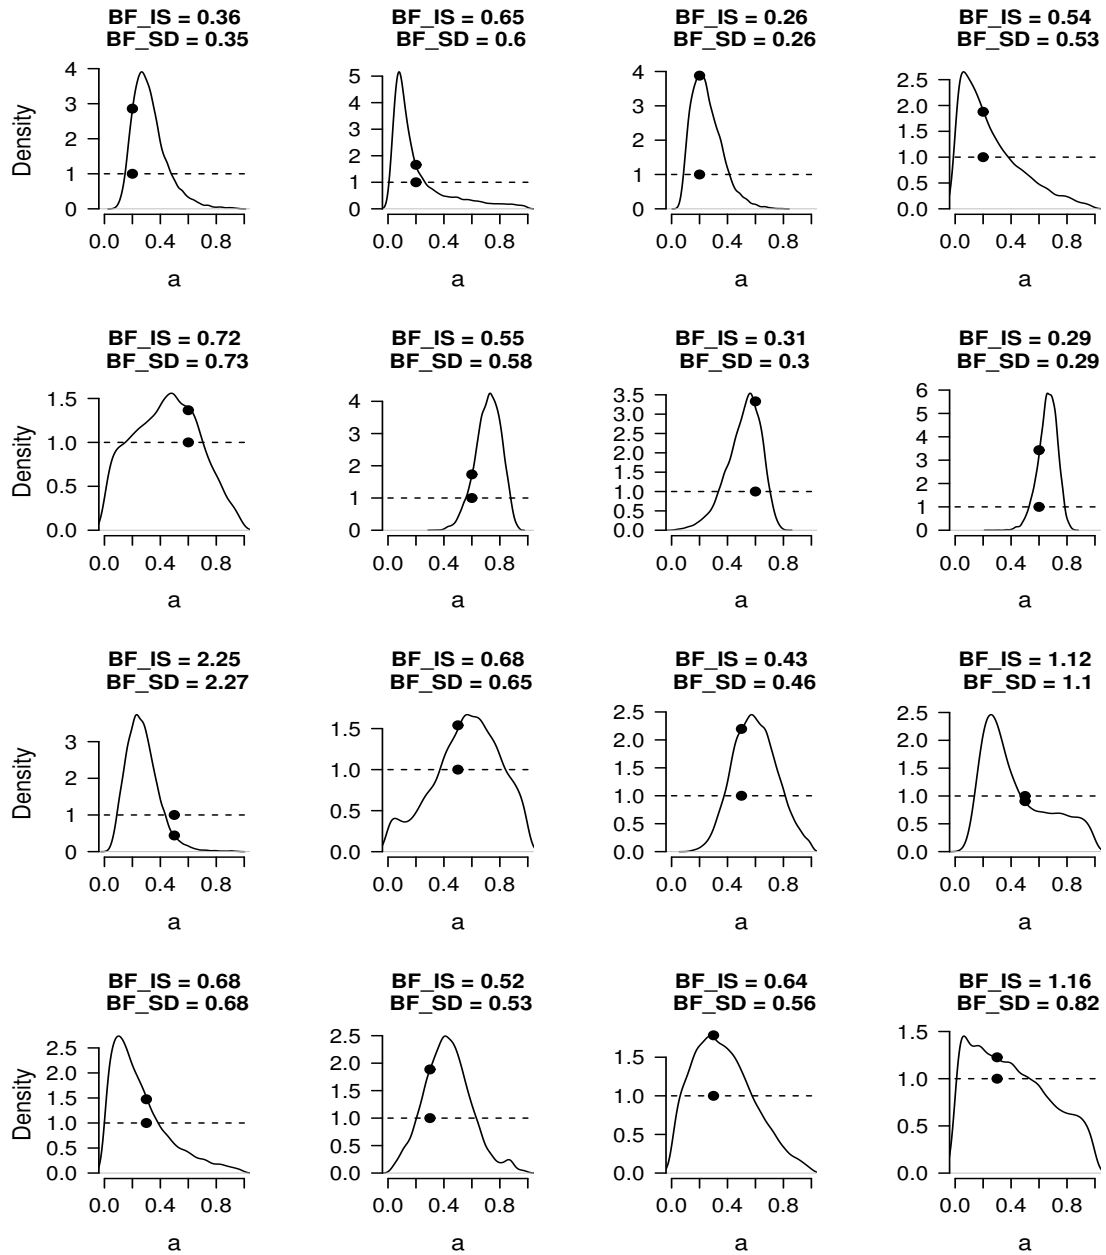 BF_IS = 0.36
BF_SD = 0.35
Density
4
3
2
1
0
0.0 0.4 0.8
a
BF_IS = 0.65
BF_SD = 0.6
5
4
3
2
1
0
0.0 0.4 0.8
a
BF_IS = 0.26
BF_SD = 0.26
4
3
2
1
0
0.0 0.4 0.8
a
BF_IS = 0.54
BF_SD = 0.53
2.5
2.0
1.5
1.0
0.5
0.0
0.0 0.4 0.8
a
BF_IS = 0.72
BF_SD = 0.73
Density
1.5
1.0
0.5
0.0
0.0 0.4 0.8
a
BF_IS = 0.55
BF_SD = 0.58
4
3
2
1
0
0.0 0.4 0.8
a
BF_IS = 0.31
BF_SD = 0.3
3.5
3.0
2.5
2.0
1.5
1.0
0.5
0.0
0.0 0.4 0.8
a
BF_IS = 0.29
BF_SD = 0.29
6
5
4
3
2
1
0
0.0 0.4 0.8
a
BF_IS = 2.25
BF_SD = 2.27
Density
3
2
1
0
0.0 0.4 0.8
a
BF_IS = 0.68
BF_SD = 0.65
1.5
1.0
0.5
0.0
0.0 0.4 0.8
a
BF_IS = 0.43
BF_SD = 0.46
2.5
2.0
1.5
1.0
0.5
0.0
0.0 0.4 0.8
a
BF_IS = 1.12
BF_SD = 1.1
2.5
2.0
1.5
1.0
0.5
0.0
0.0 0.4 0.8
a
BF_IS = 0.68
BF_SD = 0.68
Density
2.5
2.0
1.5
1.0
0.5
0.0
0.0 0.4 0.8
a
BF_IS = 0.52
BF_SD = 0.53
2.5
2.0
1.5
1.0
0.5
0.0
0.0 0.4 0.8
a
BF_IS = 0.64
BF_SD = 0.56
1.5
1.0
0.5
0.0
0.0 0.4 0.8
a
BF_IS = 1.16
BF_SD = 0.82
1.5
1.0
0.5
0.0
0.0 0.4 0.8
a